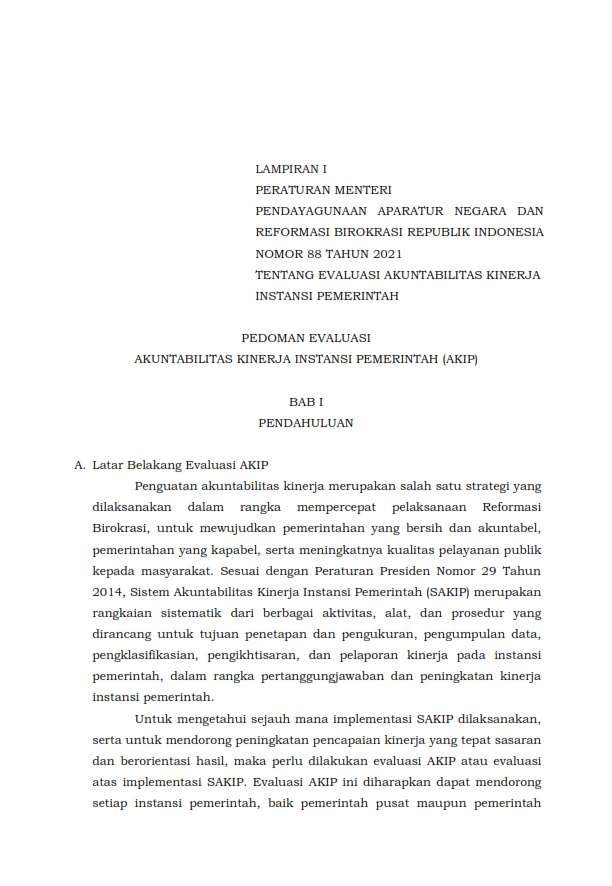 LAMPIRAN I
PERATURAN MENTERI
PENDAYAGUNAAN APARATUR NEGARA DAN
REFORMASI BIROKRASI REPUBLIK INDONESIA
NOMOR 88 TAHUN 2021
TENTANG EVALUASI AKUNTABILITAS KINERJA
INSTANSI PEMERINTAH
PEDOMAN EVALUASI
AKUNTABILITAS KINERJA INSTANSI PEMERINTAH (AKIP)
BAB I
PENDAHULUAN
A. Latar Belakang Evaluasi AKIP
Penguatan akuntabilitas kinerja merupakan salah satu strategi yang
dilaksanakan dalam rangka mempercepat pelaksanaan Reformasi
Birokrasi, untuk mewujudkan pemerintahan yang bersih dan akuntabel,
pemerintahan yang kapabel, serta meningkatnya kualitas pelayanan publik
kepada masyarakat. Sesuai dengan Peraturan Presiden Nomor 29 Tahun
2014, Sistem Akuntabilitas Kinerja Instansi Pemerintah (SAKIP) merupakan
rangkaian sistematik dari berbagai aktivitas, alat, dan prosedur yang
dirancang untuk tujuan penetapan dan pengukuran, pengumpulan data,
pengklasifikasian, pengikhtisaran, dan pelaporan kinerja pada instansi
pemerintah, dalam rangka pertanggungjawaban dan peningkatan kinerja
instansi pemerintah.
Untuk mengetahui sejauh mana implementasi SAKIP dilaksanakan,
serta untuk mendorong peningkatan pencapaian kinerja yang tepat sasaran
dan berorientasi hasil, maka perlu dilakukan evaluasi AKIP atau evaluasi
atas implementasi SAKIP. Evaluasi AKIP ini diharapkan dapat mendorong
setiap instansi pemerintah, baik pemerintah pusat maupun pemerintah